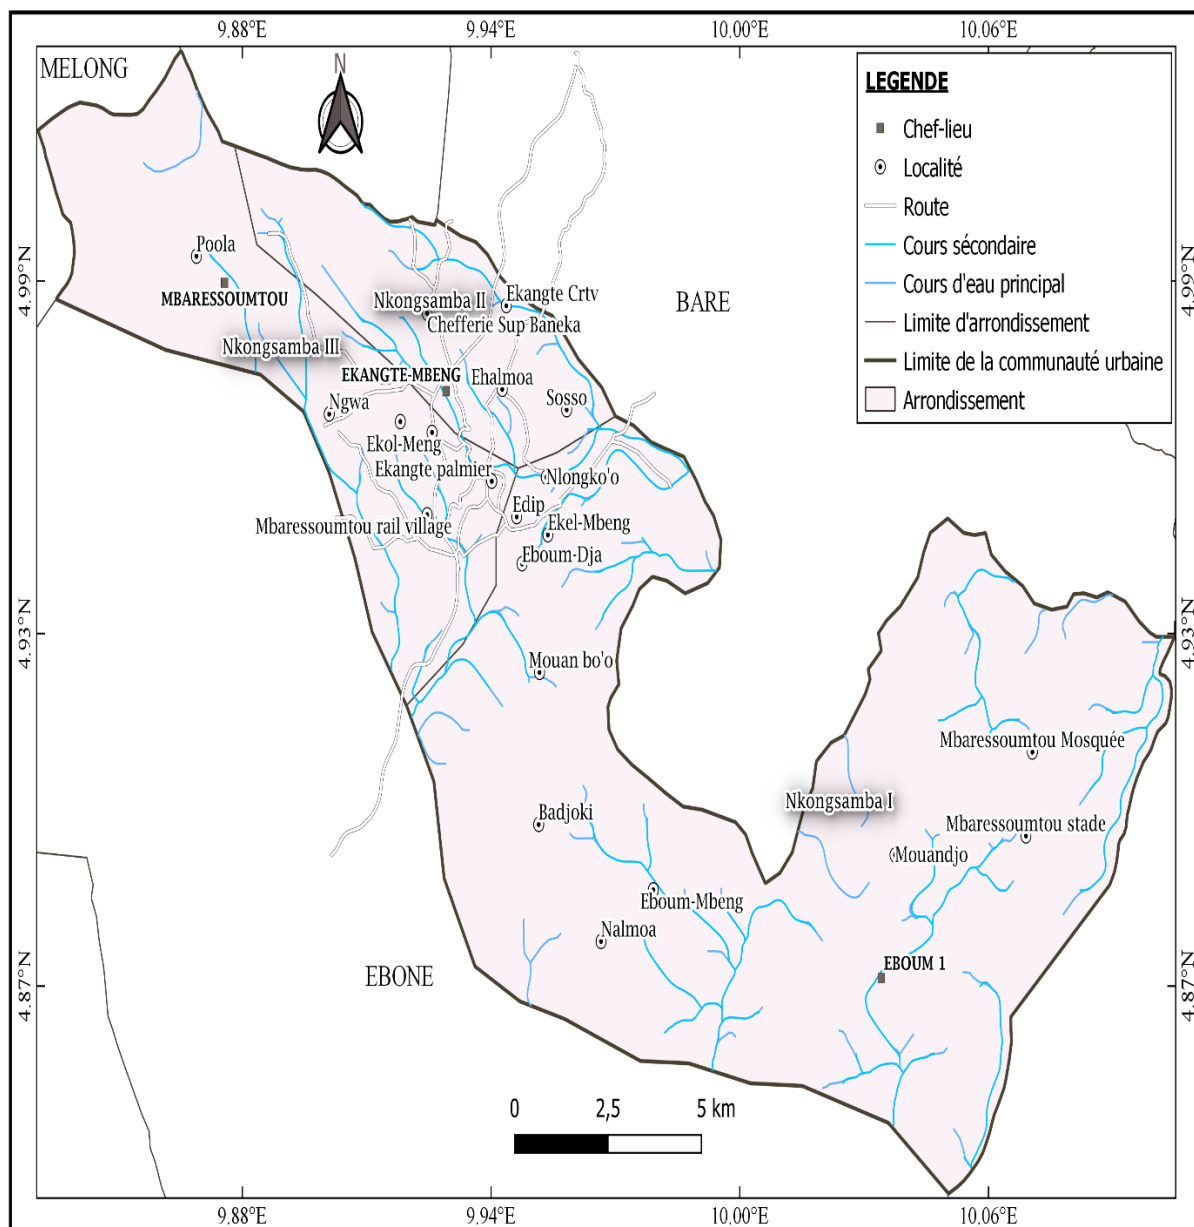 9.88°E
9.94°E
10.00°E
10.06°E
MELONG
N
LEGENDE
Chef-lieu
Localité
Route
Cours sécondaire
Cours d'eau principal
Limite d'arrondissement
Limite de la communauté urbaine
Arrondissement
4.99°N
4.99°N
Poola
MBARESSOUMTOU
Nkongsamba II
Ekangte Crtv
BARE
Chefferie Sup Baneka
Nkongsamba III
EKANGTE-MBENG
Ehalmoa
Ngwa
Sosso
Ekol-Meng
Ekangte palmier
Nlongko'o
Edip
Mbaressoumtou rail village
Ekel-Mbeng
Eboum-Dja
4.93°N
4.93°N
Mouan bo'o
Mbaressoumtou Mosquée
Nkongsamba I
Badjoki
Mbaressoumtou stade
Mouandjo
Eboum-Mbeng
Nalmoa
EBOUM 1
EBONE
4.87°N
4.87°N
0 2,5 5 km
9.88°E
9.94°E
10.00°E
10.06°E